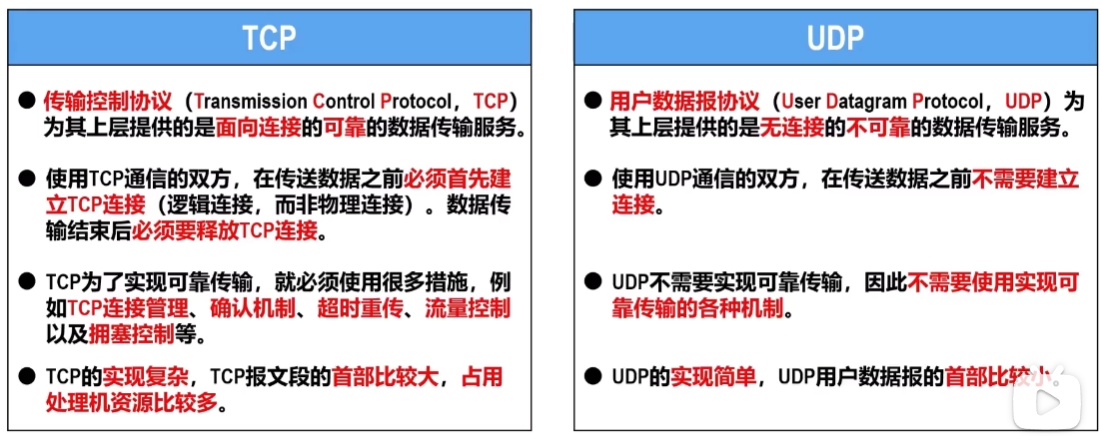 TCP
● 传输控制协议（Transmission Control Protocol，TCP）
为其上层提供的是面向连接的可靠的数据传输服务。
● 使用TCP通信的双方，在传送数据之前必须首先建
立TCP连接（逻辑连接，而非物理连接）。数据传
输结束后必须要释放TCP连接。
● TCP为了实现可靠传输，就必须使用很多措施，例
如TCP连接管理、确认机制、超时重传、流量控制
以及拥塞控制等。
● TCP的实现复杂，TCP报文段的首部比较大，占用
处理机资源比较多。
UDP
● 用户数据报协议（User Datagram Protocol，UDP）为
其上层提供的是无连接的不可靠的数据传输服务。
● 使用UDP通信的双方，在传送数据之前不需要建立
连接。
● UDP不需要实现可靠传输，因此不需要使用实现可
靠传输的各种机制。
● UDP的实现简单，UDP用户数据报的首部比较小。